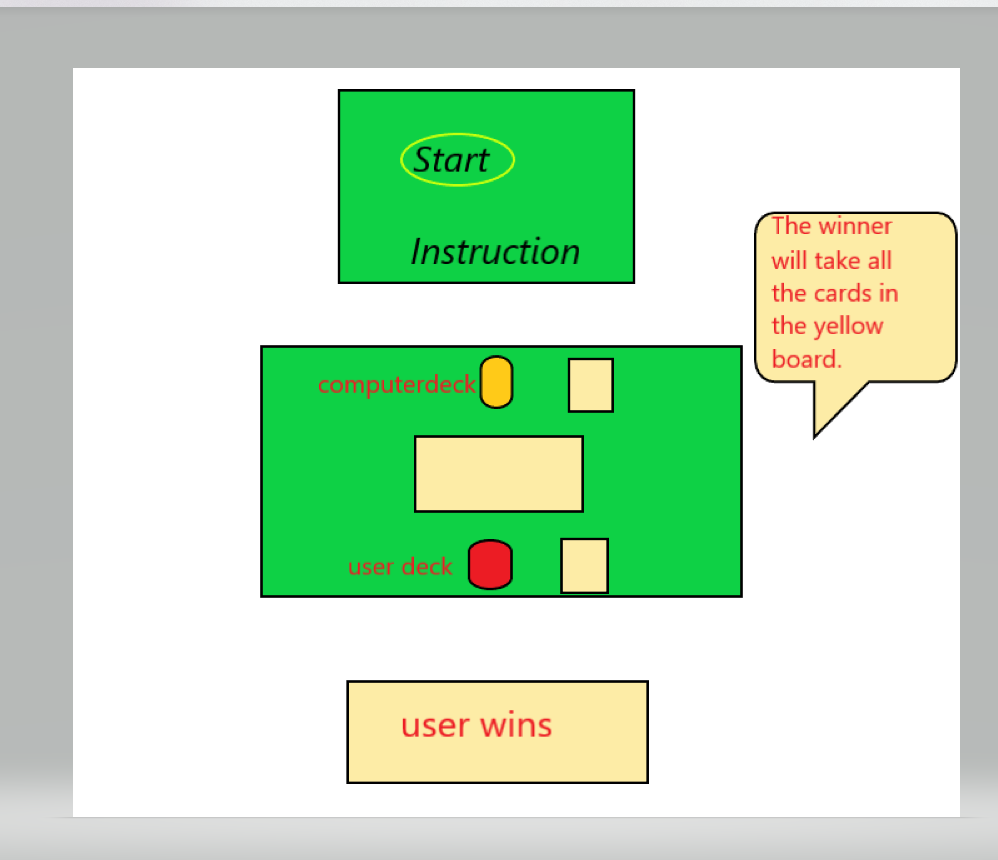 Start
Instruction
The winner
will take all
the cards in
the yellow
board.
computerdeck
user deck
user wins